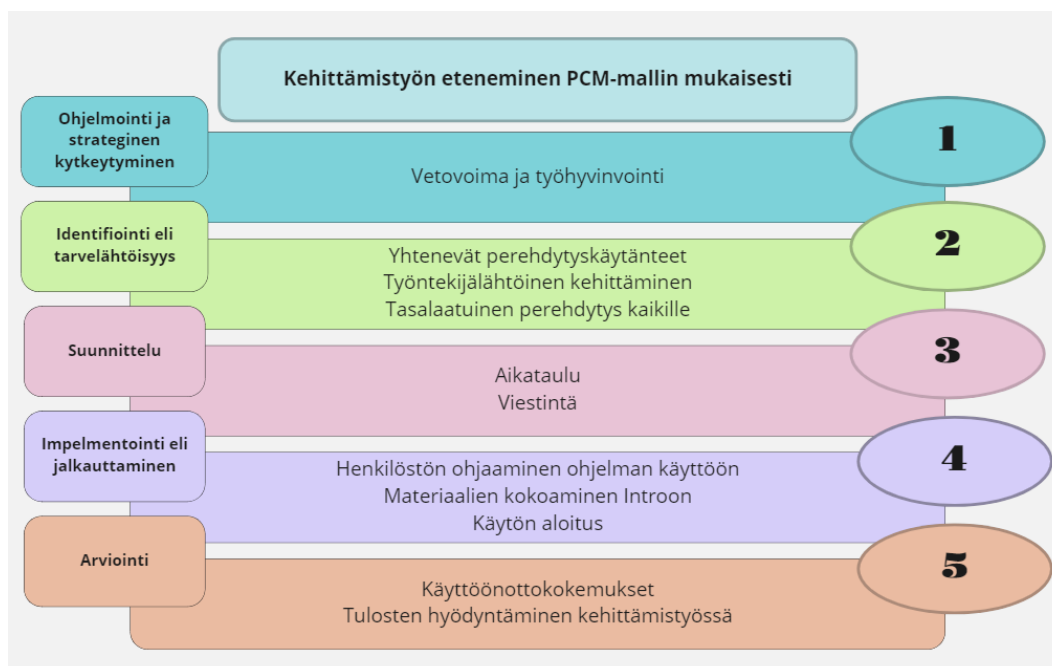 Kehittämistyön eteneminen PCM-mallin mukaisesti
Ohjelmointi ja
strateginen
kytkeytyminen
Vetovoima ja työhyvinvointi
1
Identifiointi eli
tarvelähtöisyys
Yhtenevät perehdytyskäytänteet
Työntekijälähtöinen kehittäminen
Tasalaatuinen perehdytys kaikille
2
Suunnittelu
Aikataulu
Viestintä
3
Impelmentointi eli
jalkauttaminen
Henkilöstön ohjaaminen ohjelman käyttöön
Materiaalien kokoaminen Introon
Käytön aloitus
4
Arviointi
Käyttöönottokokemukset
Tulosten hyödyntäminen kehittämistyössä
5